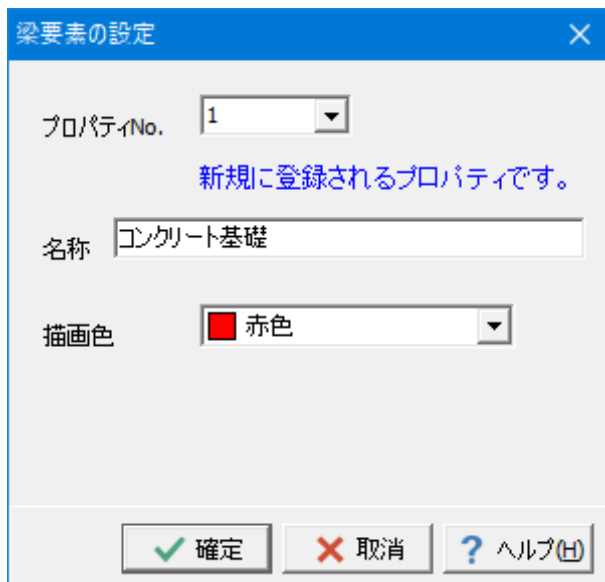 梁要素の設定
プロパティNo. 1
新規に登録されるプロパティです。
名称 コンクリート基礎
描画色 赤色
確定 取消 ? ヘルプ(H)